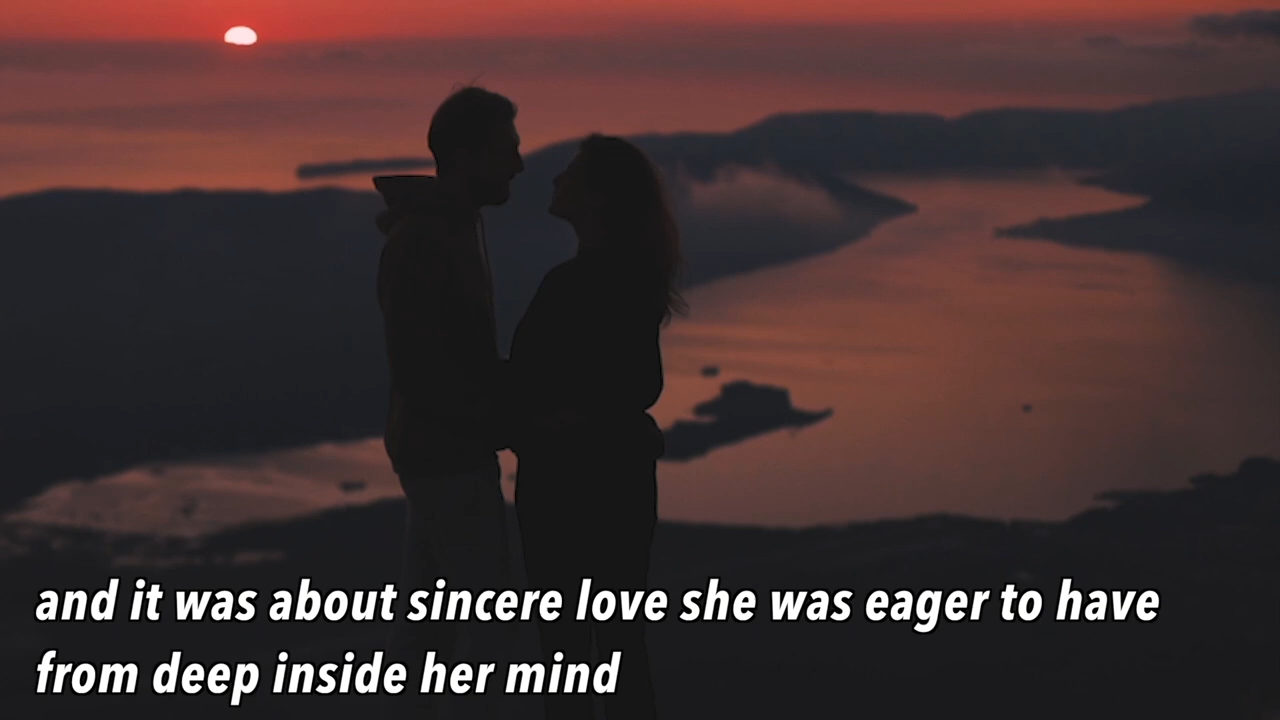 and it was about sincere love she was eager to have
from deep inside her mind